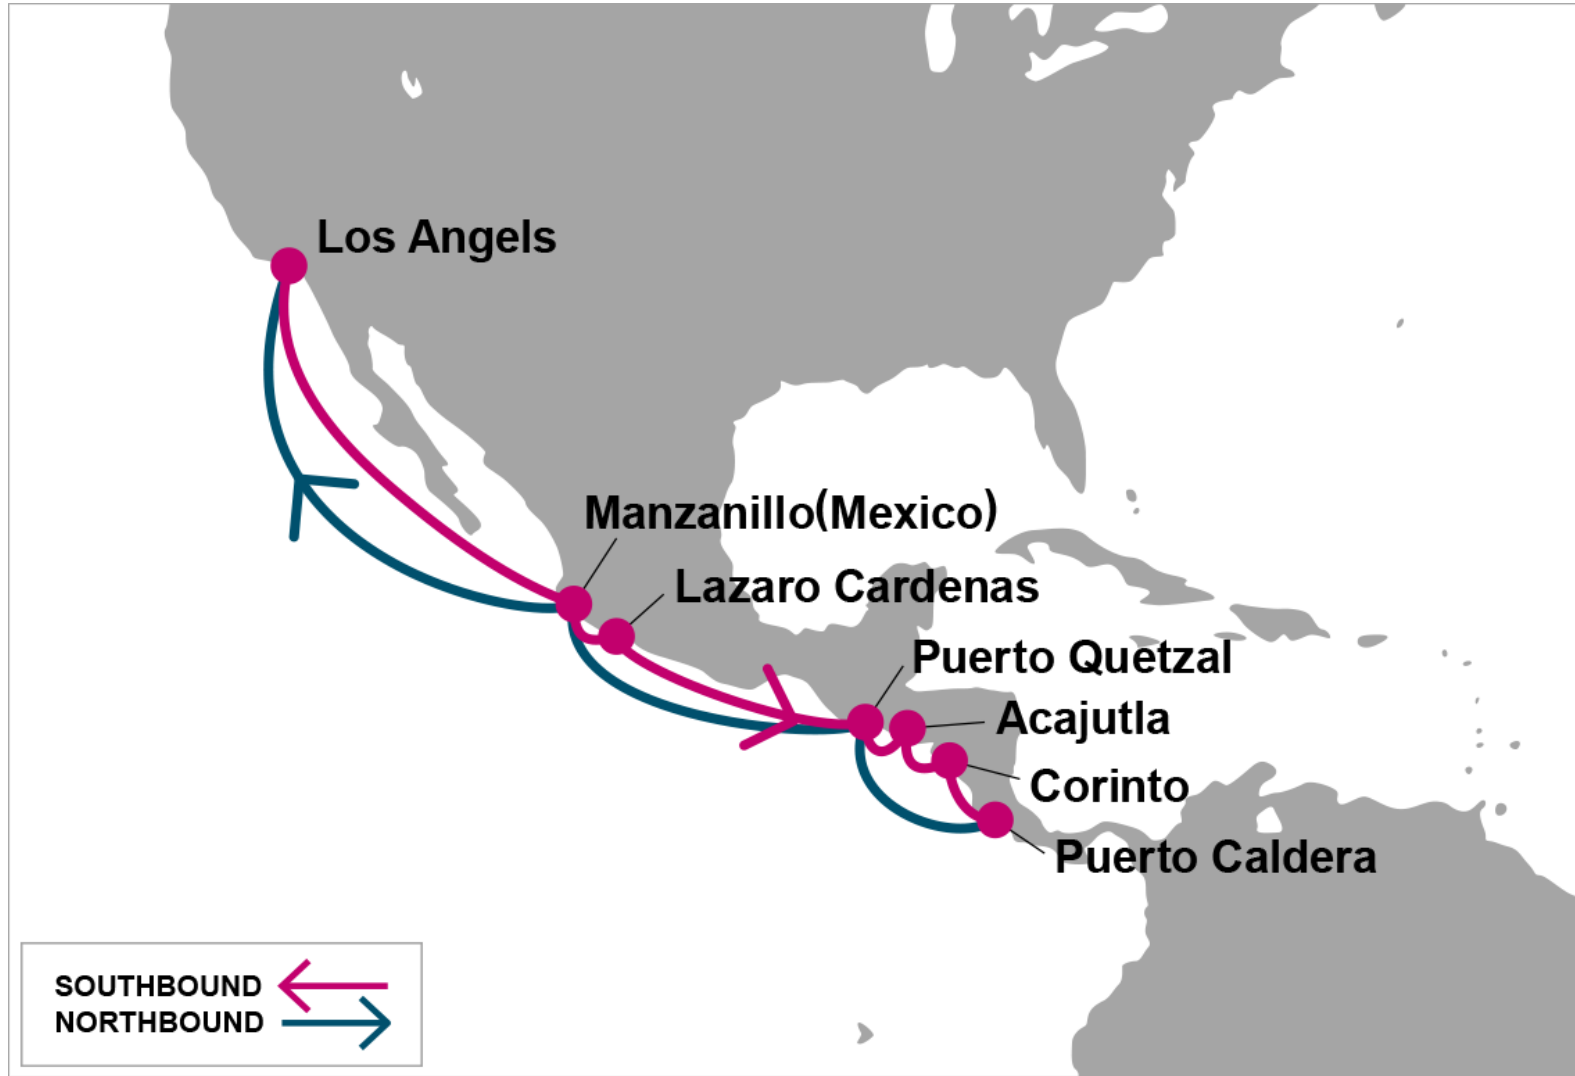 Los Angels
Manzanillo(Mexico)
Lazaro Cardenas
Puerto Quetzal
Acajutla
Corinto
Puerto Caldera
SOUTHBOUND
NORTHBOUND